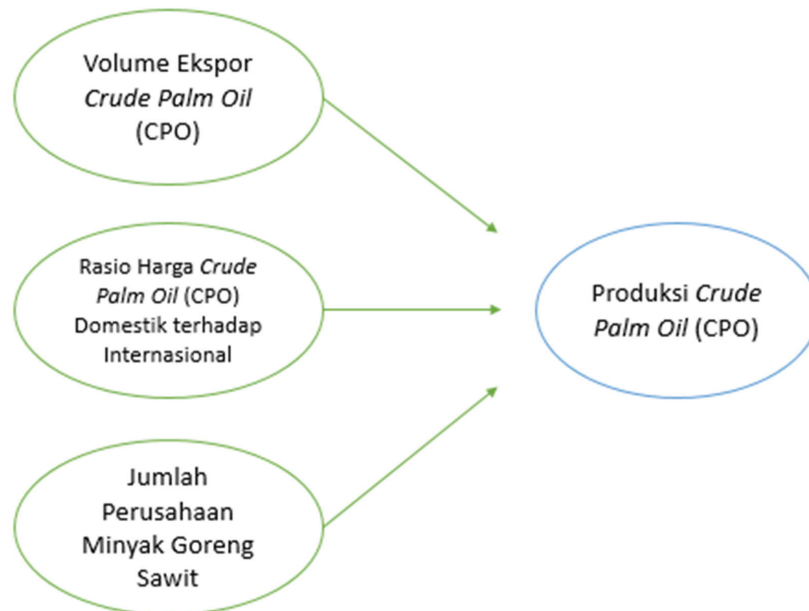 Volume Ekspor
Crude Palm Oil
(CPO)
Rasio Harga Crude
Palm Oil (CPO)
Domestik terhadap
Internasional
Jumlah
Perusahaan
Minyak Goreng
Sawit
Produksi Crude
Palm Oil (CPO)